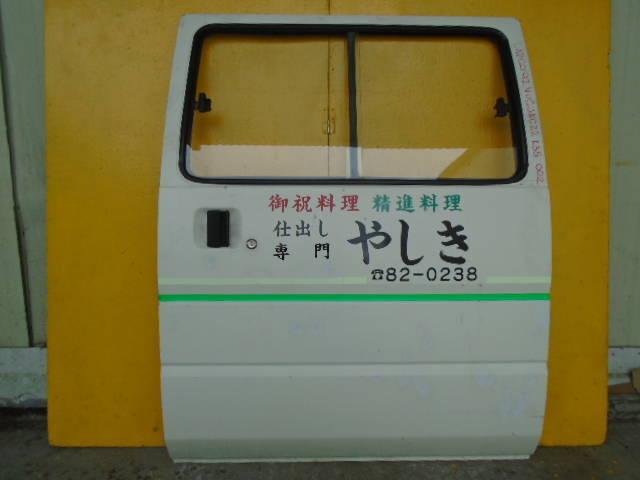 御祝料理 精進料理
仕出し
専門
やしき
☎82-0238